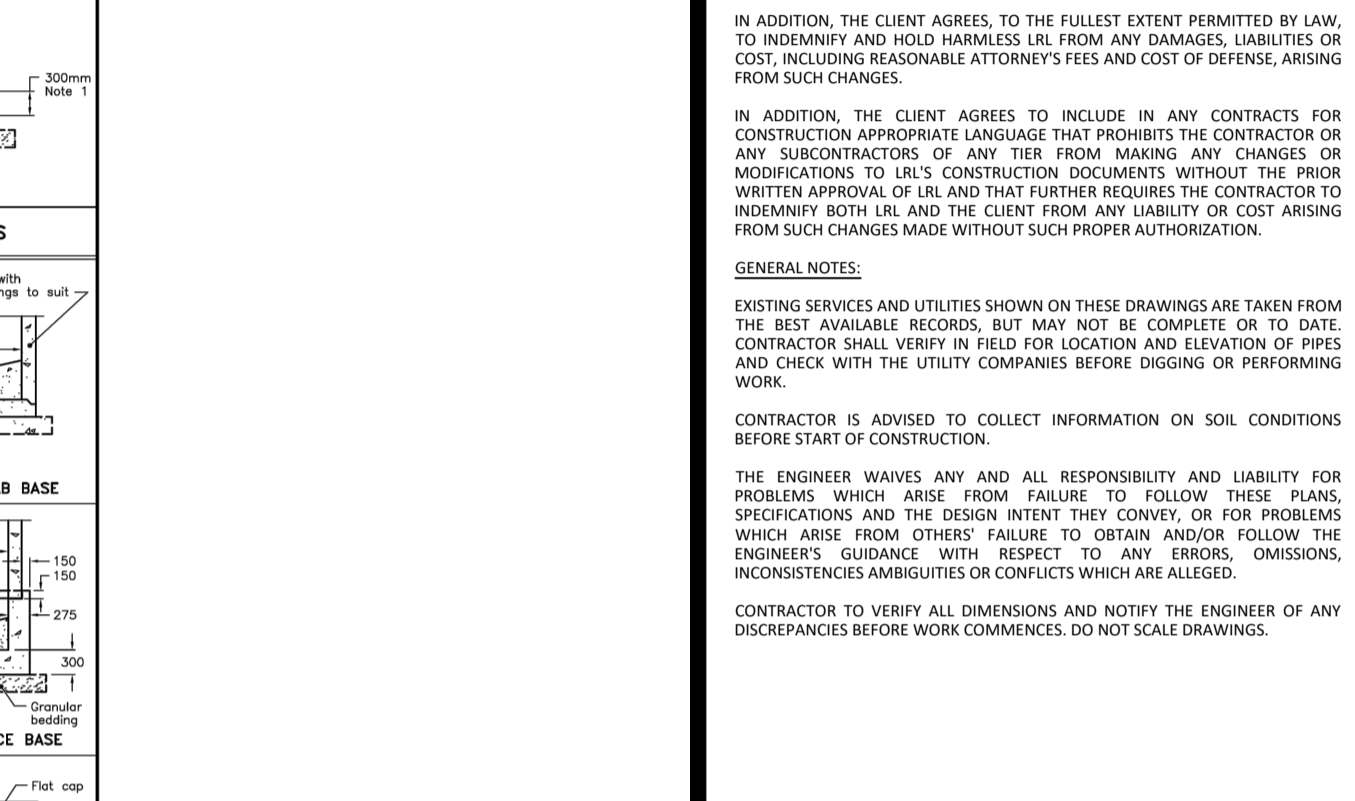 300mm
Note 1
S
with
ngs to suit
B BASE
150
150
275
300
Granular
bedding
CE BASE
Flat cap
IN ADDITION, THE CLIENT AGREES, TO THE FULLEST EXTENT PERMITTED BY LAW,
TO INDEMNIFY AND HOLD HARMLESS LRL FROM ANY DAMAGES, LIABILITIES OR
COST, INCLUDING REASONABLE ATTORNEY'S FEES AND COST OF DEFENSE, ARISING
FROM SUCH CHANGES.
IN ADDITION, THE CLIENT AGREES TO INCLUDE IN ANY CONTRACTS FOR
CONSTRUCTION APPROPRIATE LANGUAGE THAT PROHIBITS THE CONTRACTOR OR
ANY SUBCONTRACTORS OF ANY TIER FROM MAKING ANY CHANGES OR
MODIFICATIONS TO LRL'S CONSTRUCTION DOCUMENTS WITHOUT THE PRIOR
WRITTEN APPROVAL OF LRL AND THAT FURTHER REQUIRES THE CONTRACTOR TO
INDEMNIFY BOTH LRL AND THE CLIENT FROM ANY LIABILITY OR COST ARISING
FROM SUCH CHANGES MADE WITHOUT SUCH PROPER AUTHORIZATION.
GENERAL NOTES:
EXISTING SERVICES AND UTILITIES SHOWN ON THESE DRAWINGS ARE TAKEN FROM
THE BEST AVAILABLE RECORDS, BUT MAY NOT BE COMPLETE OR TO DATE.
CONTRACTOR SHALL VERIFY IN FIELD FOR LOCATION AND ELEVATION OF PIPES
AND CHECK WITH THE UTILITY COMPANIES BEFORE DIGGING OR PERFORMING
WORK.
CONTRACTOR IS ADVISED TO COLLECT INFORMATION ON SOIL CONDITIONS
BEFORE START OF CONSTRUCTION.
THE ENGINEER WAIVES ANY AND ALL RESPONSIBILITY AND LIABILITY FOR
PROBLEMS WHICH ARISE FROM FAILURE TO FOLLOW THESE PLANS,
SPECIFICATIONS AND THE DESIGN INTENT THEY CONVEY, OR FOR PROBLEMS
WHICH ARISE FROM OTHERS' FAILURE TO OBTAIN AND/OR FOLLOW THE
ENGINEER'S GUIDANCE WITH RESPECT TO ANY ERRORS, OMISSIONS,
INCONSISTENCIES AMBIGUITIES OR CONFLICTS WHICH ARE ALLEGED.
CONTRACTOR TO VERIFY ALL DIMENSIONS AND NOTIFY THE ENGINEER OF ANY
DISCREPANCIES BEFORE WORK COMMENCES. DO NOT SCALE DRAWINGS.